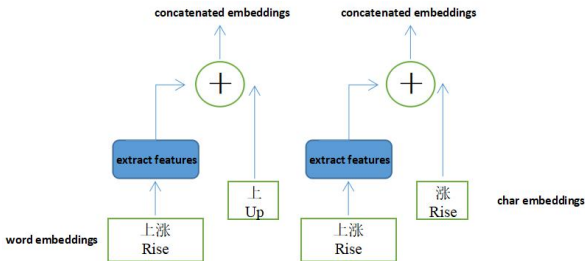 concatenated embeddings
concatenated embeddings
+
+
extract features
extract features
上
Up
涨
Rise
char embeddings
word embeddings
上涨
Rise
上涨
Rise